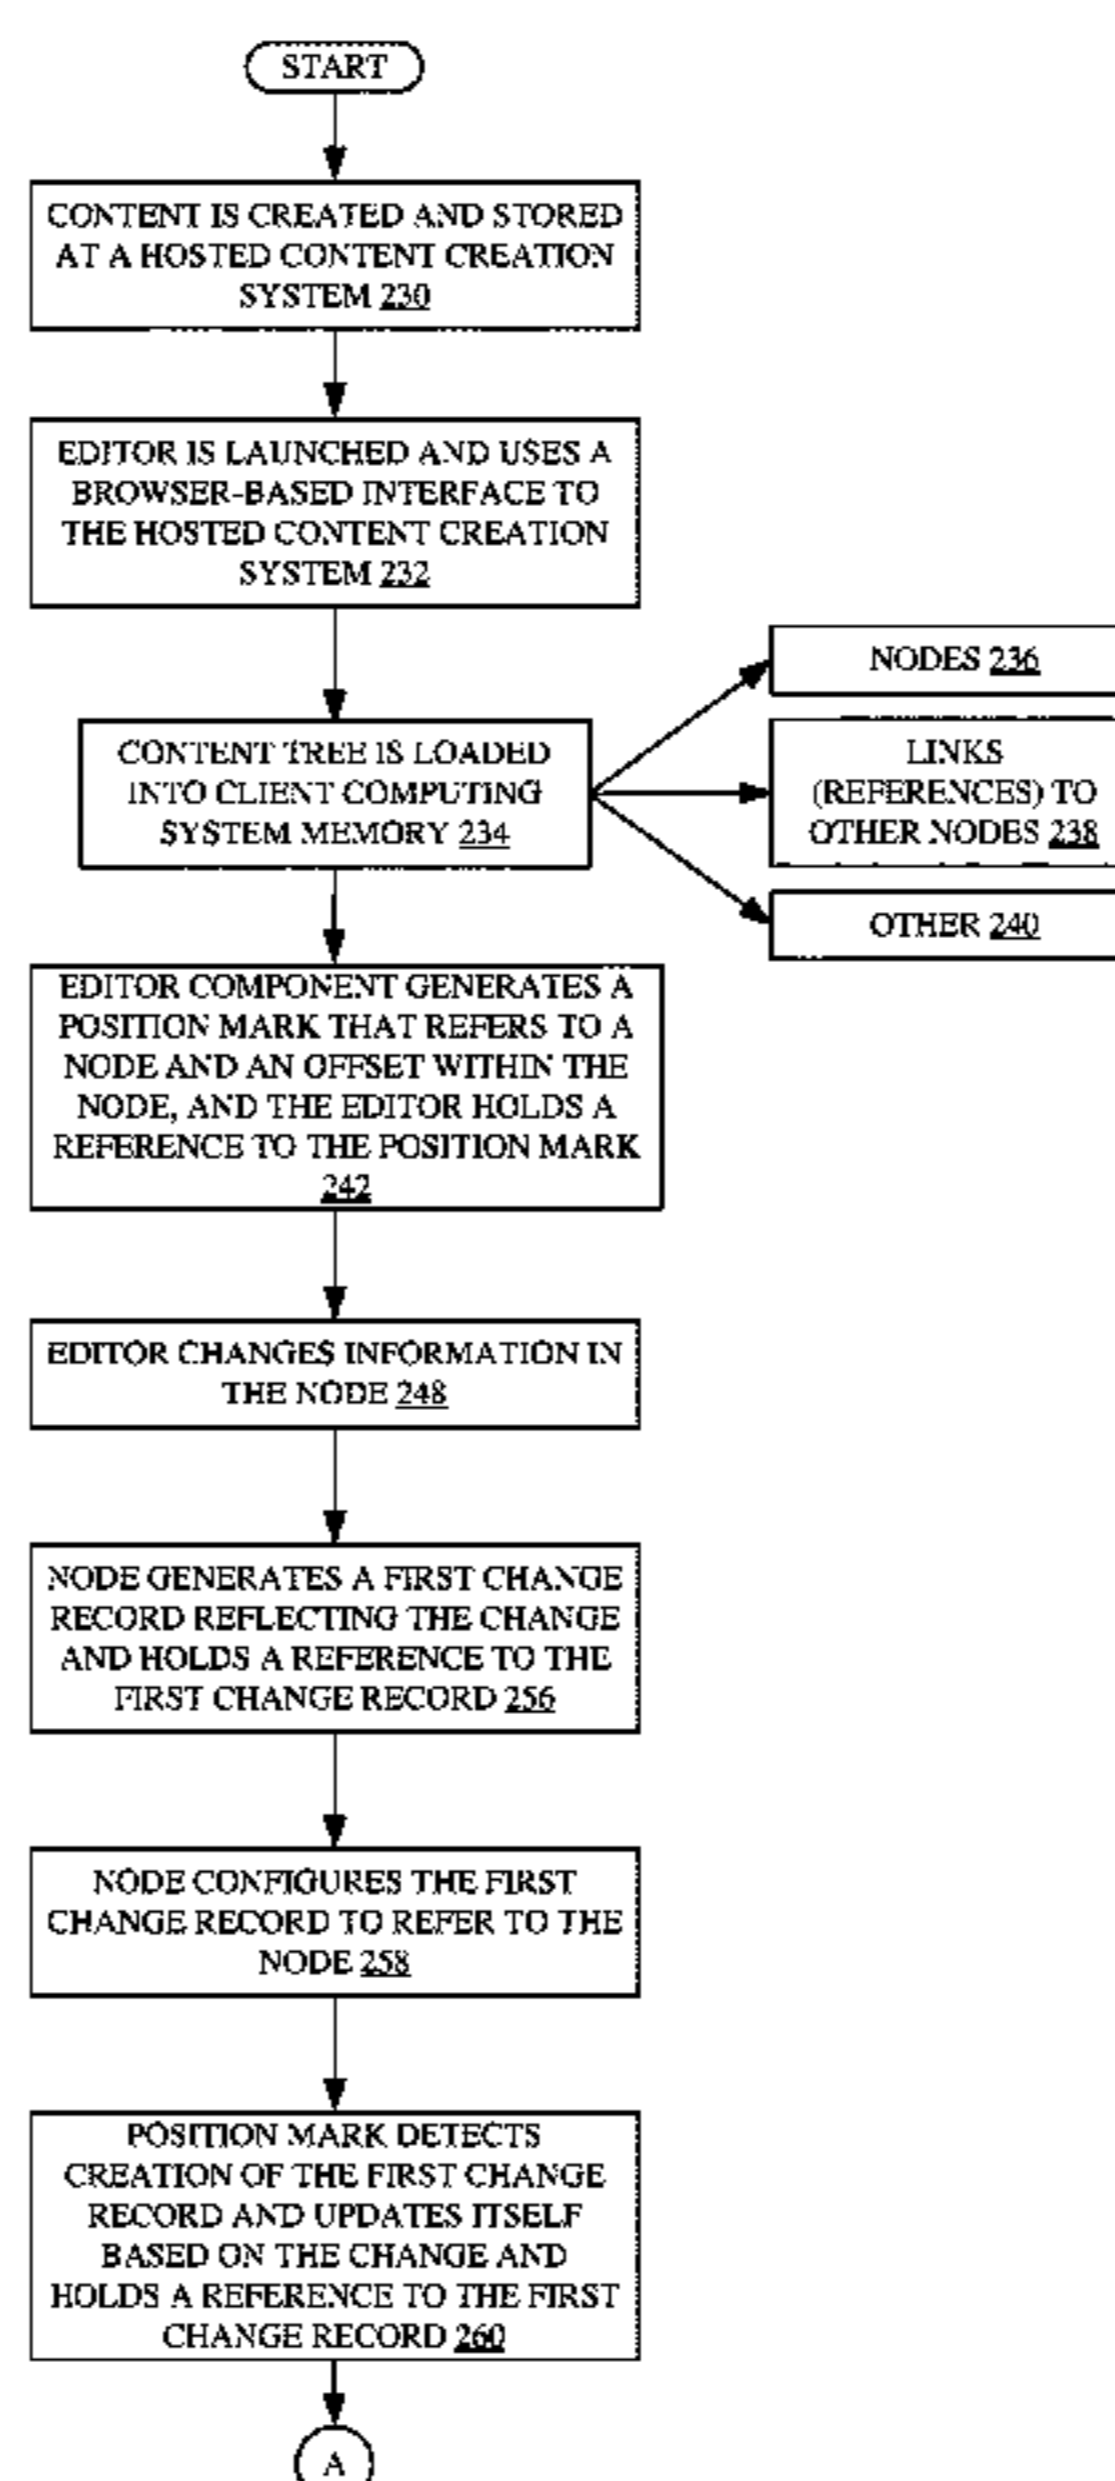 START
CONTENT IS CREATED AND STORED
AT A HOSTED CONTENT CREATION
SYSTEM 230
EDITOR IS LAUNCHED AND USES A
BROWSER-BASED INTERFACE TO
THE HOSTED CONTENT CREATION
SYSTEM 232
CONTENT TREE IS LOADED
INTO CLIENT COMPUTING
SYSTEM MEMORY 234
NODES 236
LINKS
(REFERENCES) TO
OTHER NODES 238
OTHER 240
EDITOR COMPONENT GENERATES A
POSITION MARK THAT REFERS TO A
NODE AND AN OFFSET WITHIN THE
NODE, AND THE EDITOR HOLDS A
REFERENCE TO THE POSITION MARK
242
EDITOR CHANGES INFORMATION IN
THE NODE 248
NODE GENERATES A FIRST CHANGE
RECORD REFLECTING THE CHANGE
AND HOLDS A REFERENCE TO THE
FIRST CHANGE RECORD 256
NODE CONFIGURES THE FIRST
CHANGE RECORD TO REFER TO THE
NODE 258
POSITION MARK DETECTS
CREATION OF THE FIRST CHANGE
RECORD AND UPDATES ITSELF
BASED ON THE CHANGE AND
HOLDS A REFERENCE TO THE FIRST
CHANGE RECORD 260
A